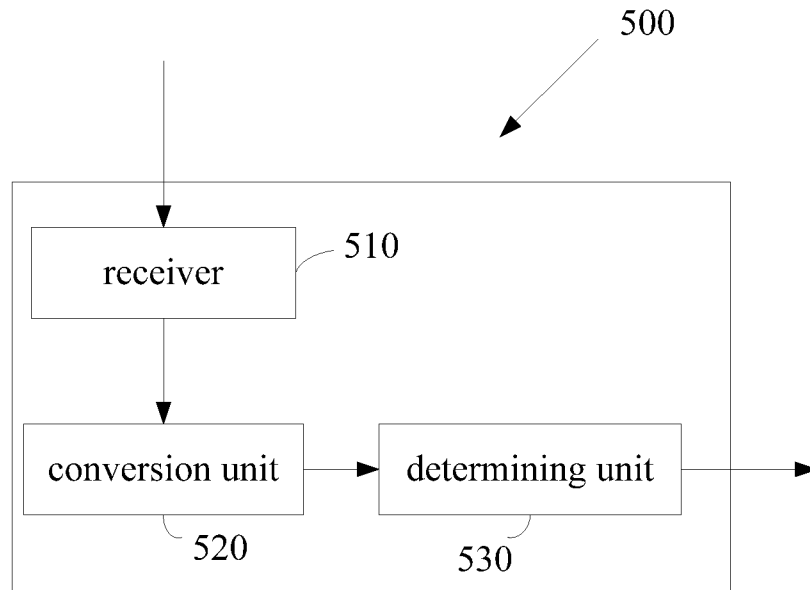 500
receiver
510
conversion unit
determining unit
520
530